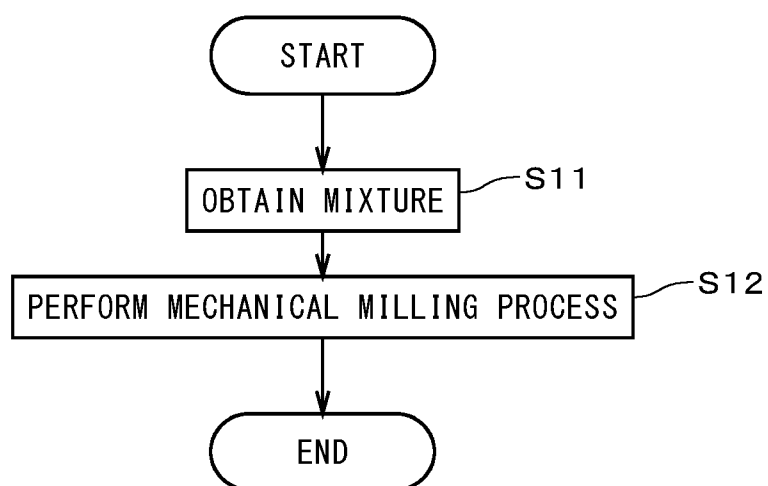 START
OBTAIN MIXTURE
S11
PERFORM MECHANICAL MILLING PROCESS
S12
END